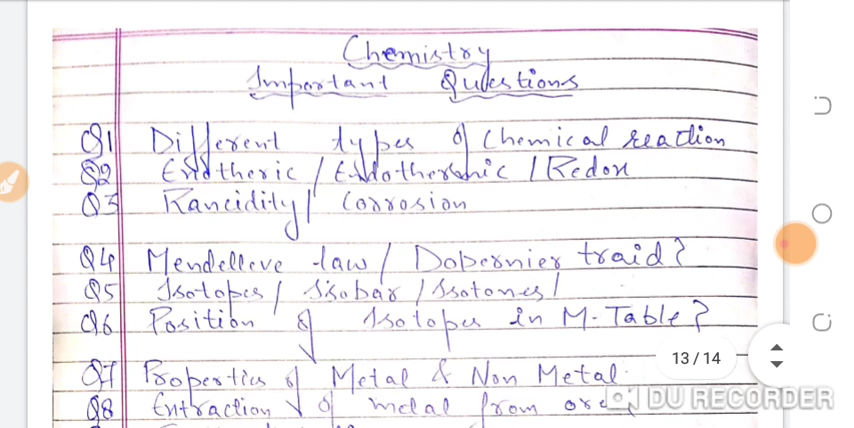 Chemistry
Important Questions
Q1 Different types of Chemical reaction
Q2 / Endothermic / Redox
Q3 Rancidity / Corrosion
Q4 Mendeleve law / Dobernier traid?
Q5 Isotopes / Isobar / Isotones /
Q6 Position of Isotopes in M-Table?
Q7 Properties of Metal & Non Metal.
13 / 14
Q8 Extraction of metal from ore
DU RECORDER